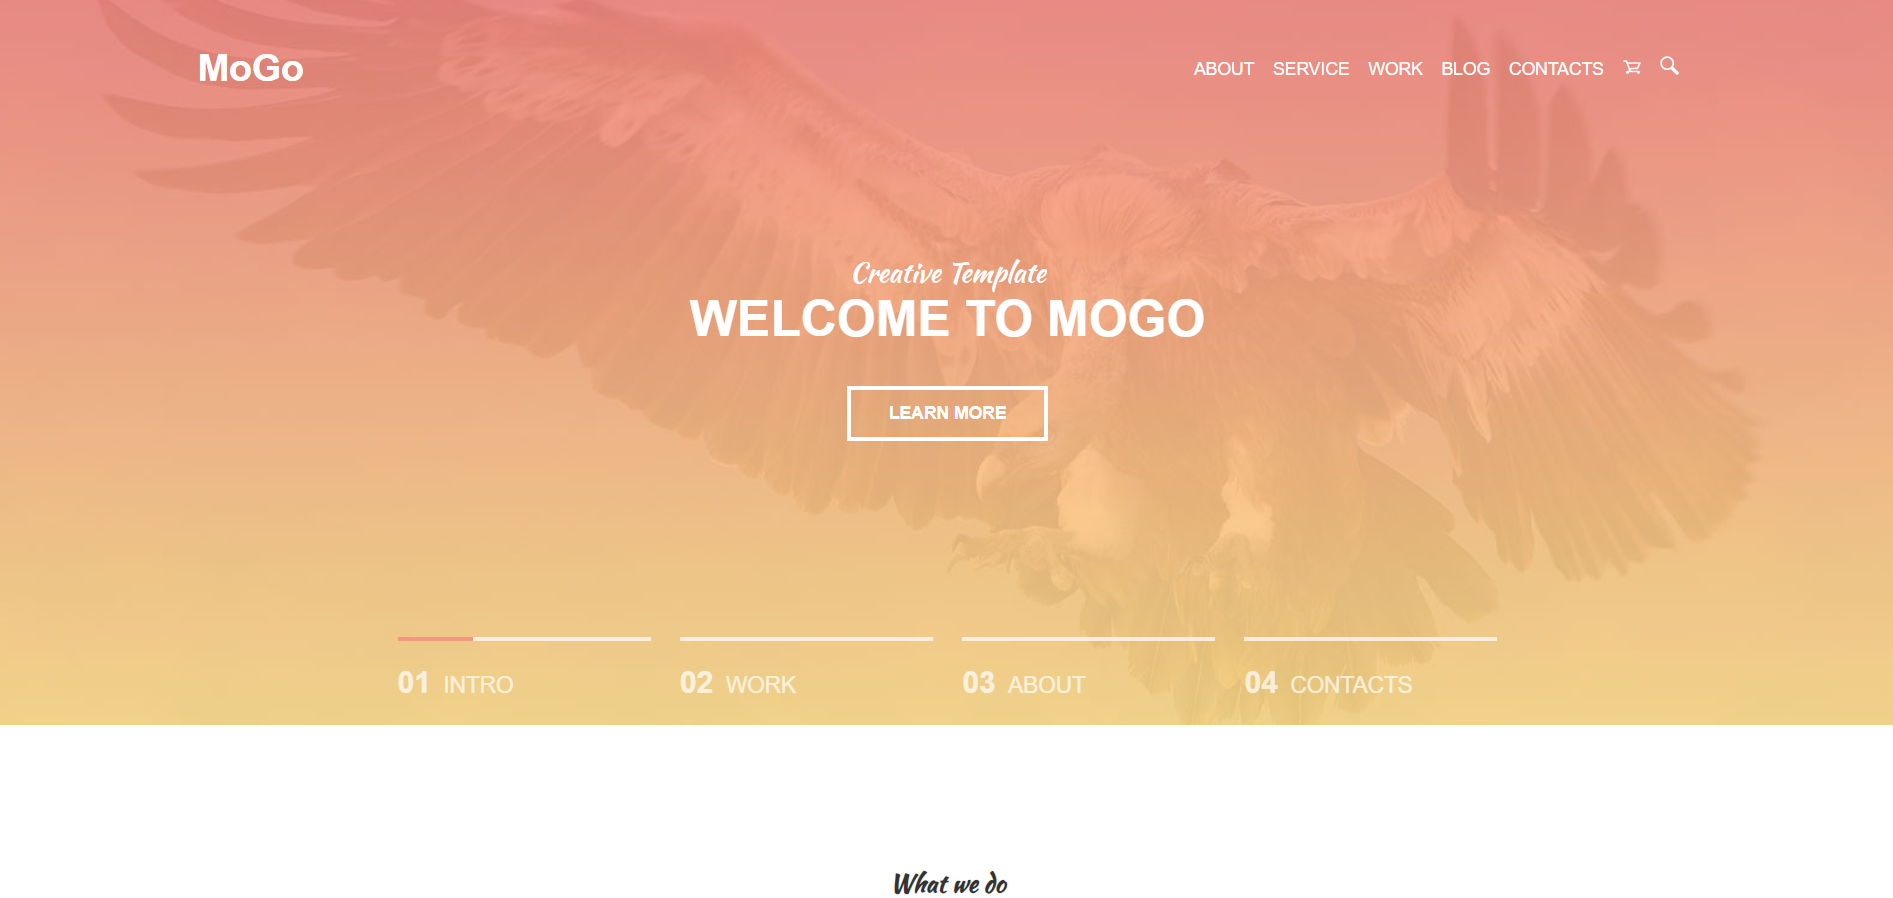 MoGo
ABOUT SERVICE WORK BLOG CONTACTS
Creative Template
WELCOME TO MOGO
LEARN MORE
01 INTRO
02 WORK
03 ABOUT
04 CONTACTS
What we do